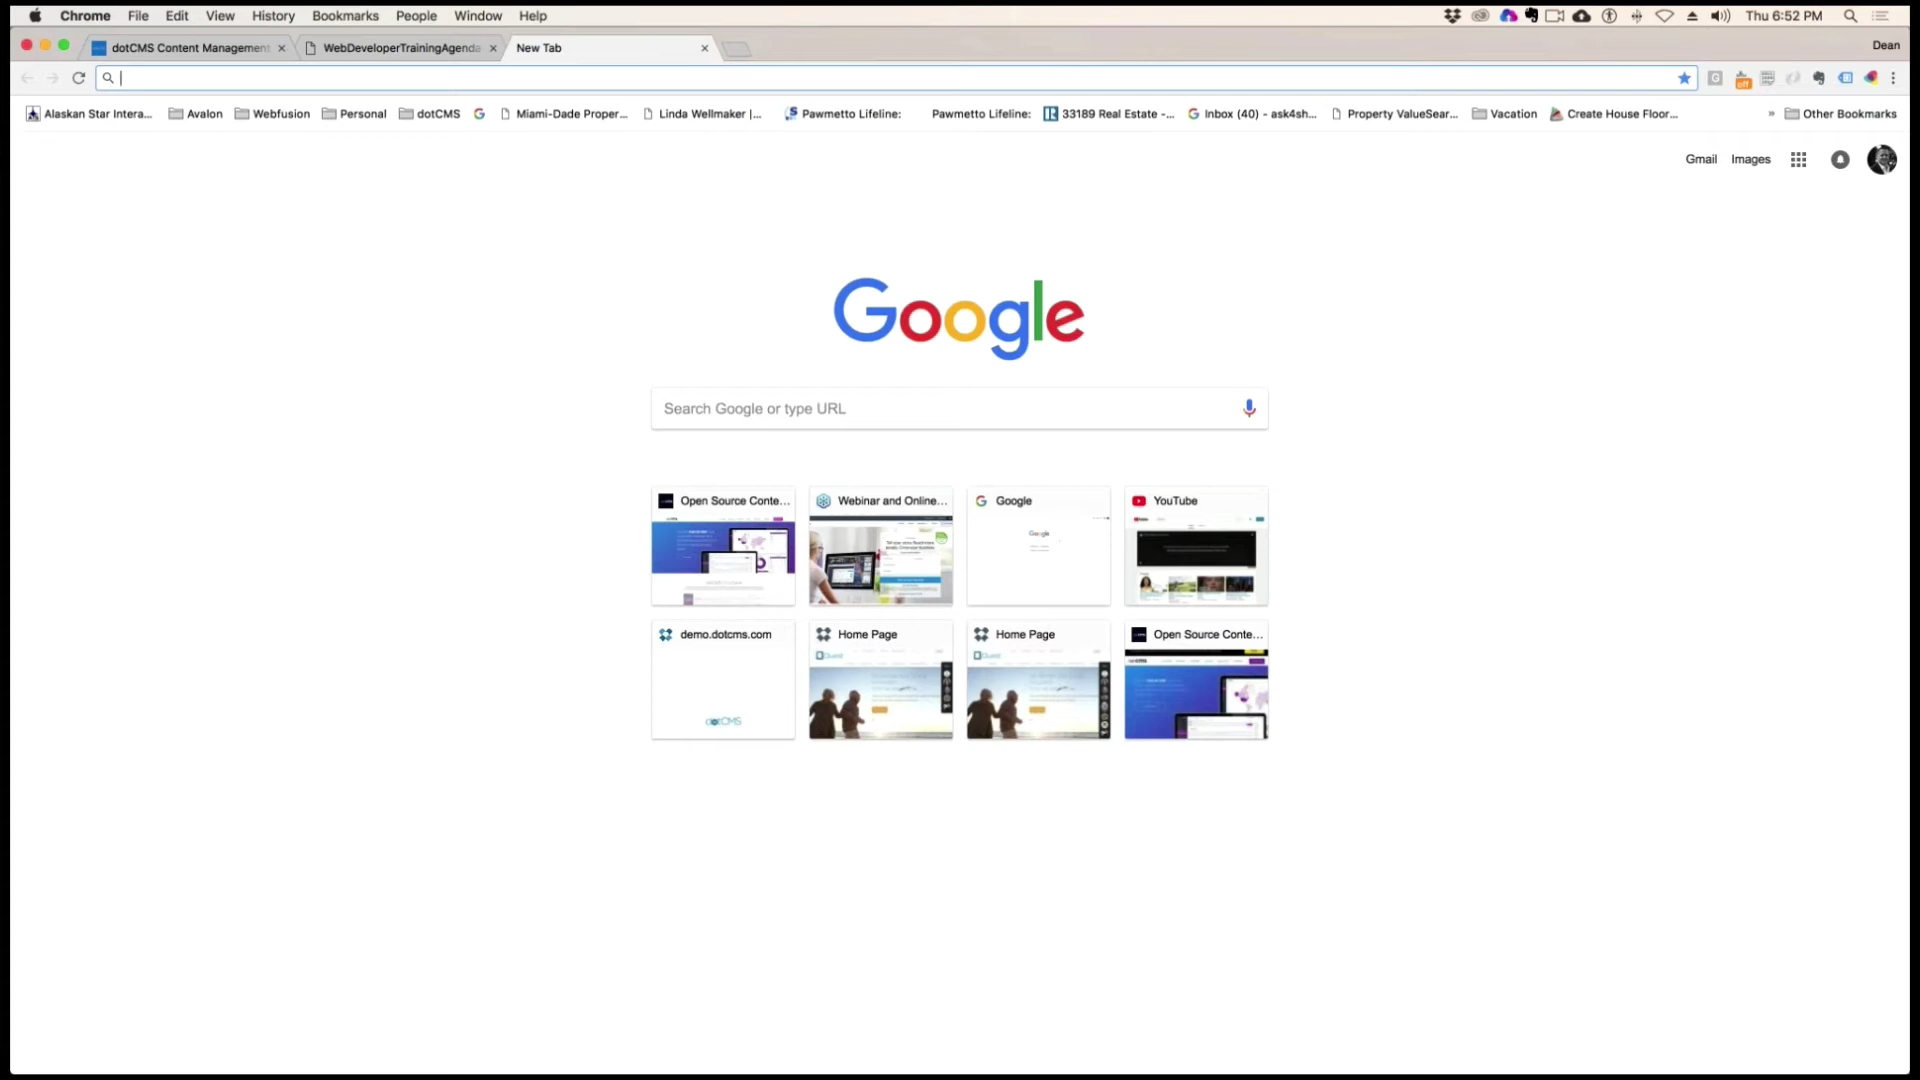 Chrome File Edit View History Bookmarks People Window Help Thu 6:52 PM
dotCMS Content Management WebDeveloperTrainingAgenda New Tab Dean
Alaskan Star Intera... Avalon Webfusion Personal dotCMS Miami-Dade Proper... Linda Wellmaker |... Pawmetto Lifeline: Pawmetto Lifeline: 33189 Real Estate -... Inbox (40) - ask4sh... Property ValueSear... Vacation Create House Floor... » Other Bookmarks
Gmail Images
Google
Search Google or type URL
Open Source Conte... Webinar and Online... Google YouTube
Google
demo.dotcms.com Home Page Home Page Open Source Conte...
dotCMS